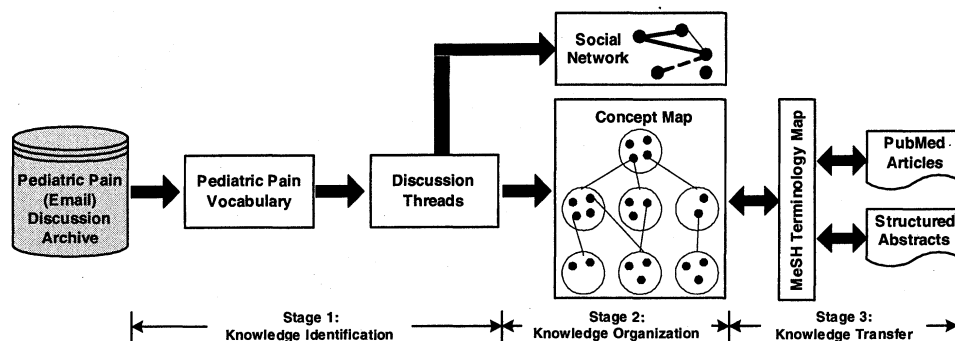 Social
Network
Concept Map
Pediatric Pain
(Email)
Discussion
Archive
Pediatric Pain
Vocabulary
Discussion
Threads
MeSH Terminology Map
PubMed
Articles
Structured
Abstracts
Stage 1:
Knowledge Identification
Stage 2:
Knowledge Organization
Stage 3:
Knowledge Transfer